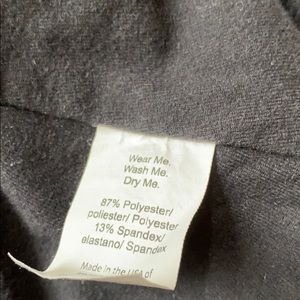 Wear Me.
Wash Me.
Dry Me.
87% Polyester/
poliester/ Polyester
13% Spandex/
elastano/ Spandex
Made in the USA of